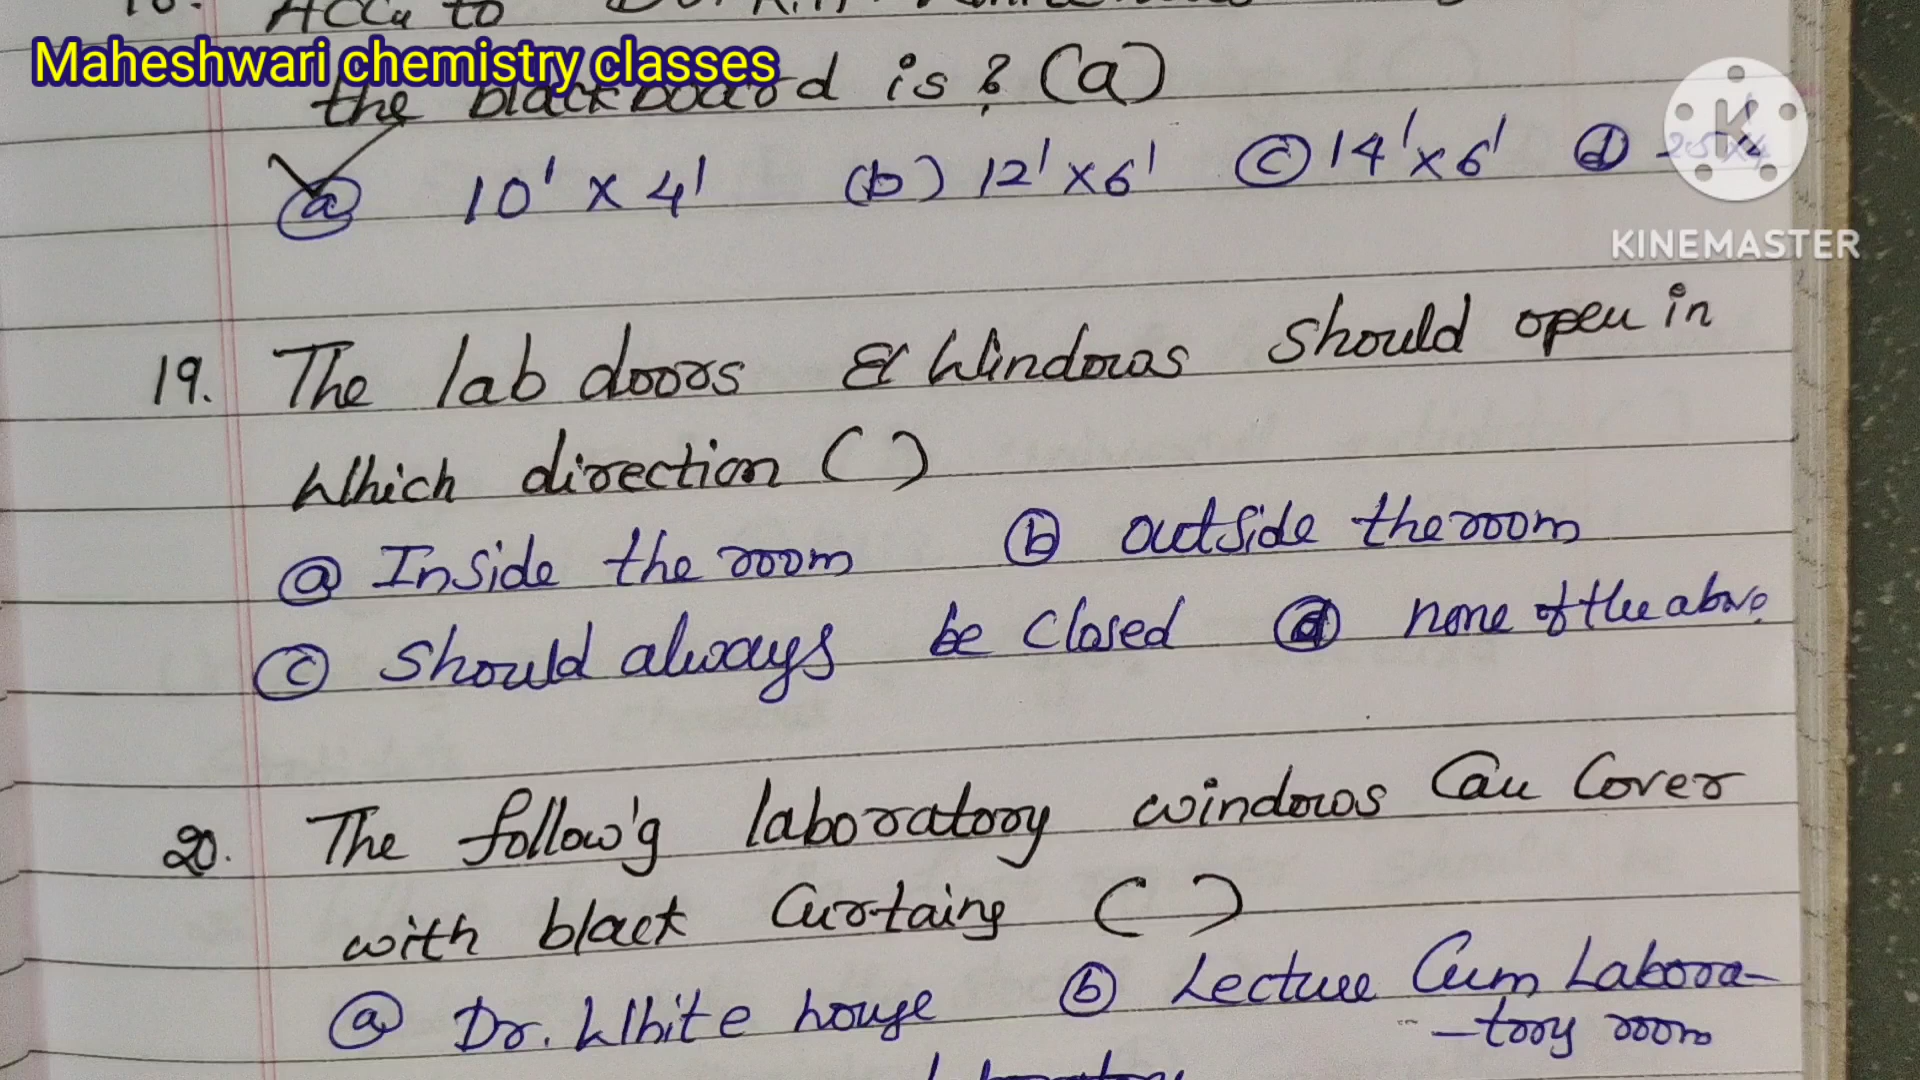 Accn to
Maheshwari chemistry classes
the blackboard is ? (a)
(a) 10' x 4' (b) 12' x 6' (c) 14' x 6' (d)
KINEMASTER
19. The lab doors & Windows should open in
Which direction ( )
(a) Inside the room (b) outside the room
(c) should always be closed (d) none of the above
20. The follow'g laboratory windows Can Cover
with black Curtains ( )
(a) Dr. White house (b) Lecture Cum Labora-
-tory room